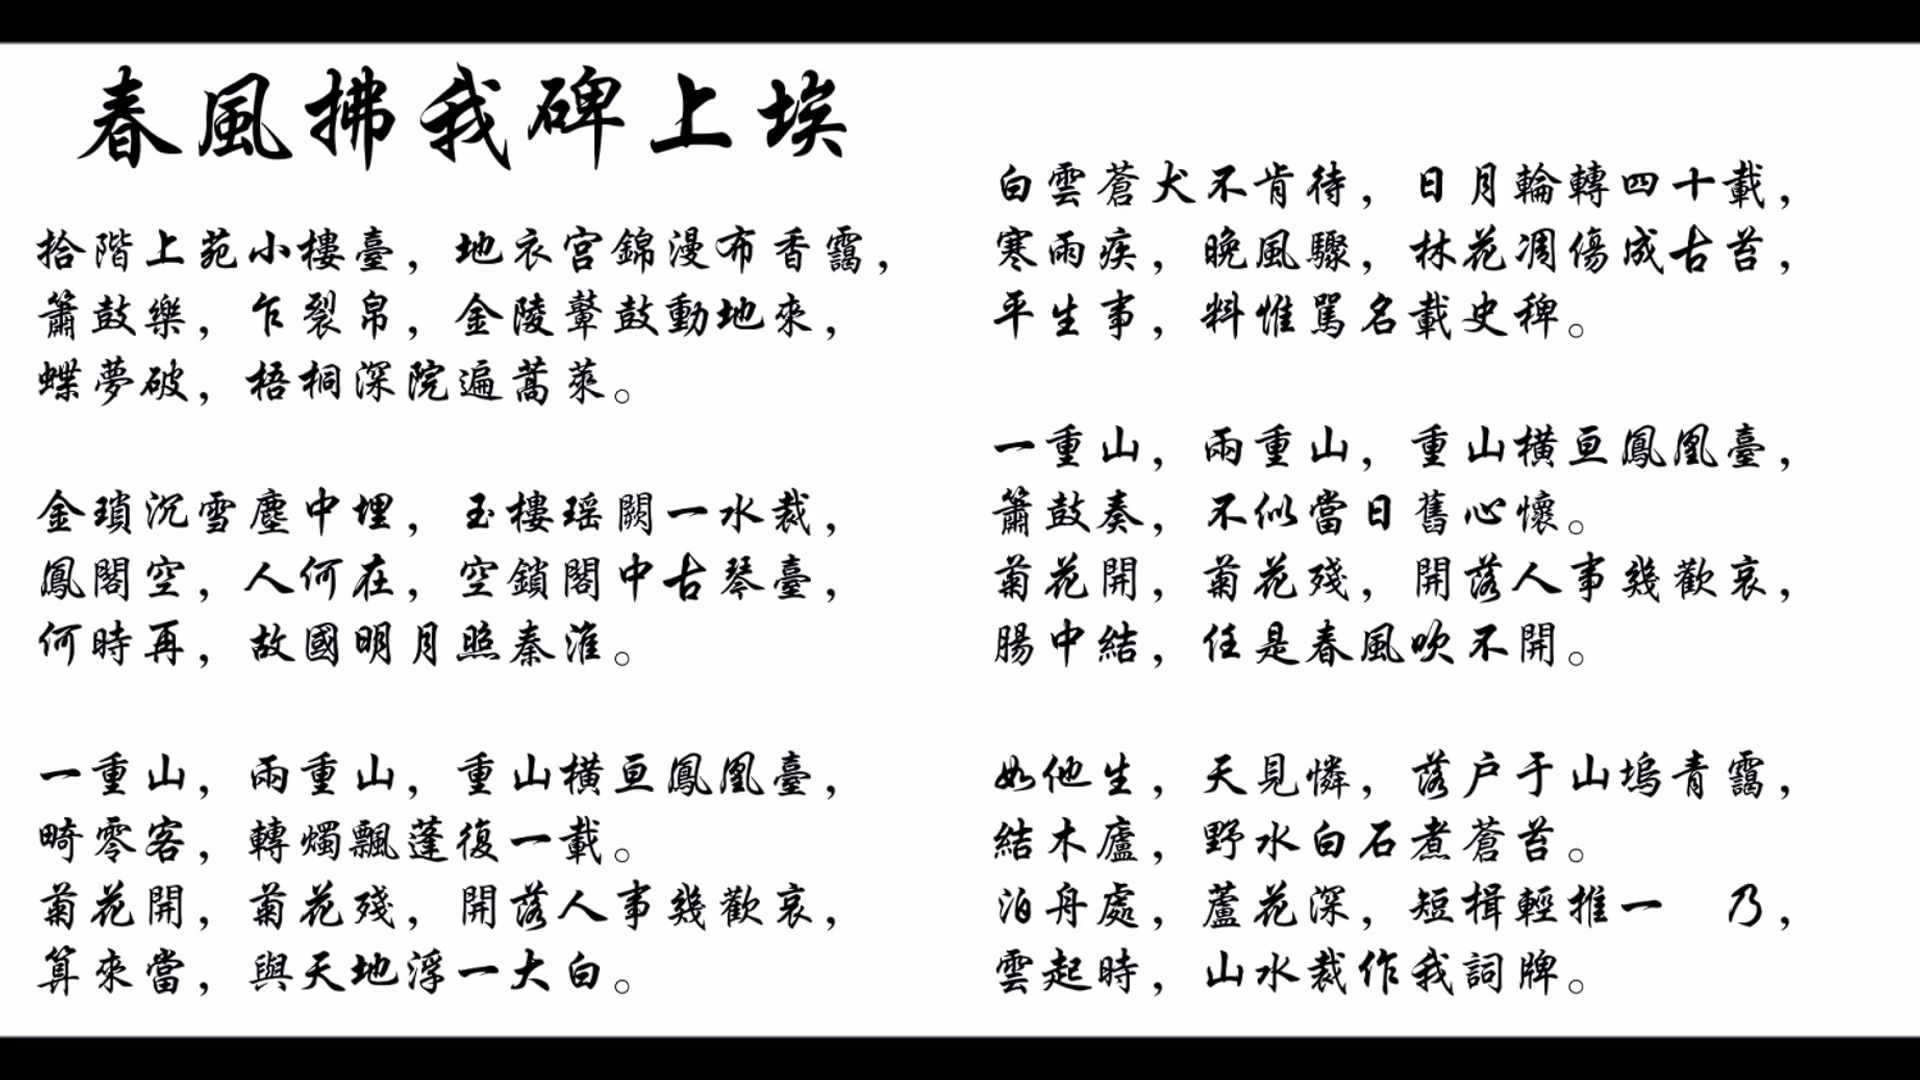 春風拂我碑上埃
拾階上苑小樓臺，地衣宮錦漫布香靄，
簫鼓樂，乍裂帛，金陵鼙鼓動地來，
蝶夢破，梧桐深院遍蒿萊。
金瑣沉雪塵中埋，玉樓瑶闕一水裁，
鳳閣空，人何在，空鎖閣中古琴臺，
何時再，故國明月照秦淮。
一重山，兩重山，重山橫亘鳳凰臺，
畸零客，轉燭飄蓬復一載。
菊花開，菊花殘，開落人事幾歡哀，
算來當，與天地浮一大白。
白雲蒼犬不肯待，日月輪轉四十載，
寒雨疾，晚風驟，林花凋傷成古苔，
平生事，料惟罵名載史稗。
一重山，兩重山，重山橫亘鳳凰臺，
簫鼓奏，不似當日舊心懷。
菊花開，菊花殘，開落人事幾歡哀，
腸中結，任是春風吹不開。
如他生，天見憐，落户于山塢青靄，
結木廬，野水白石煮蒼苔。
泊舟處，蘆花深，短楫輕推一　乃，
雲起時，山水裁作我詞牌。